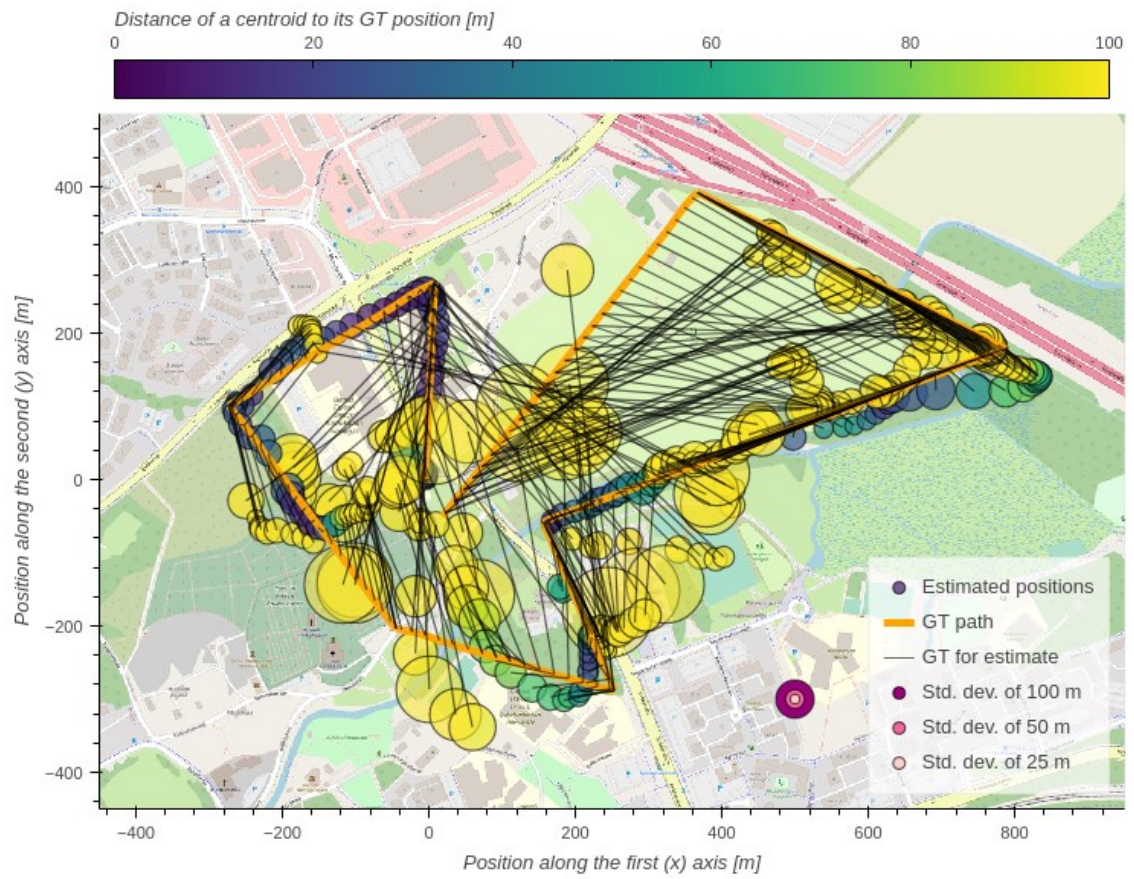 Distance of a centroid to its GT position [m]
0 20 40 60 80 100
400
200
0
−200
−400
Position along the second (y) axis [m]
Estimated positions
GT path
GT for estimate
Std. dev. of 100 m
Std. dev. of 50 m
Std. dev. of 25 m
−400 −200 0 200 400 600 800
Position along the first (x) axis [m]